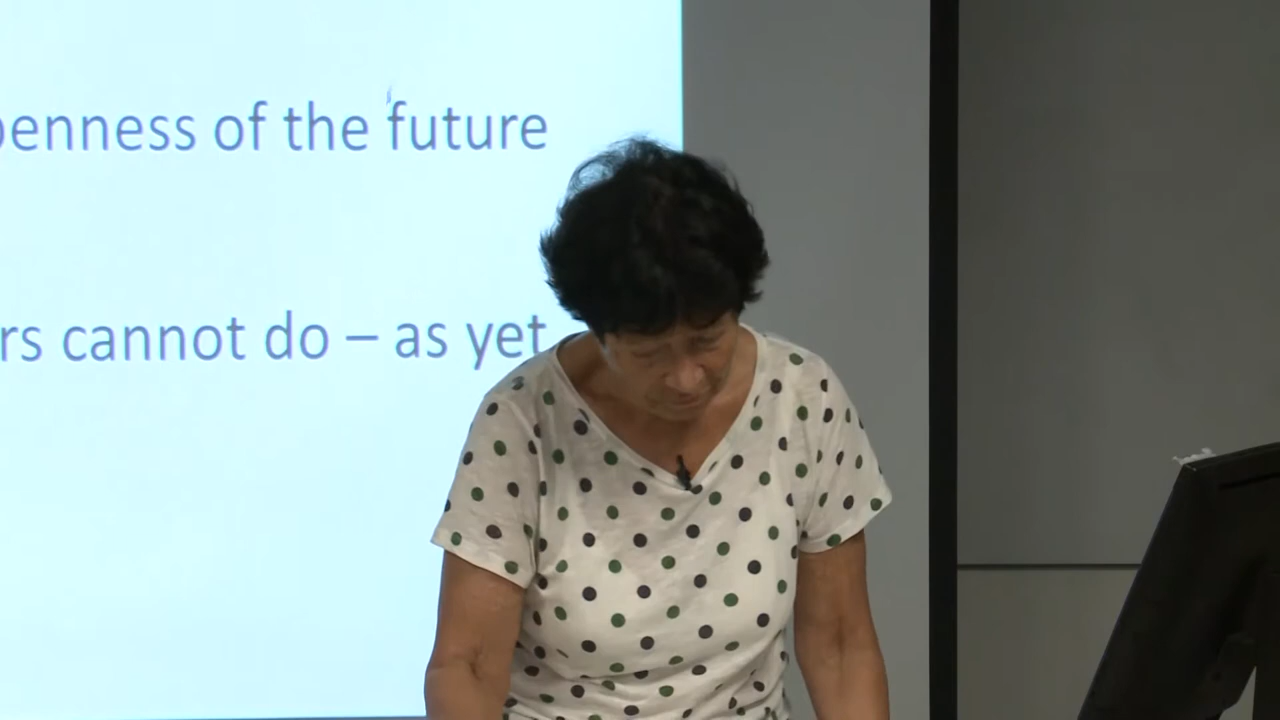 penness of the future
rs cannot do – as yet